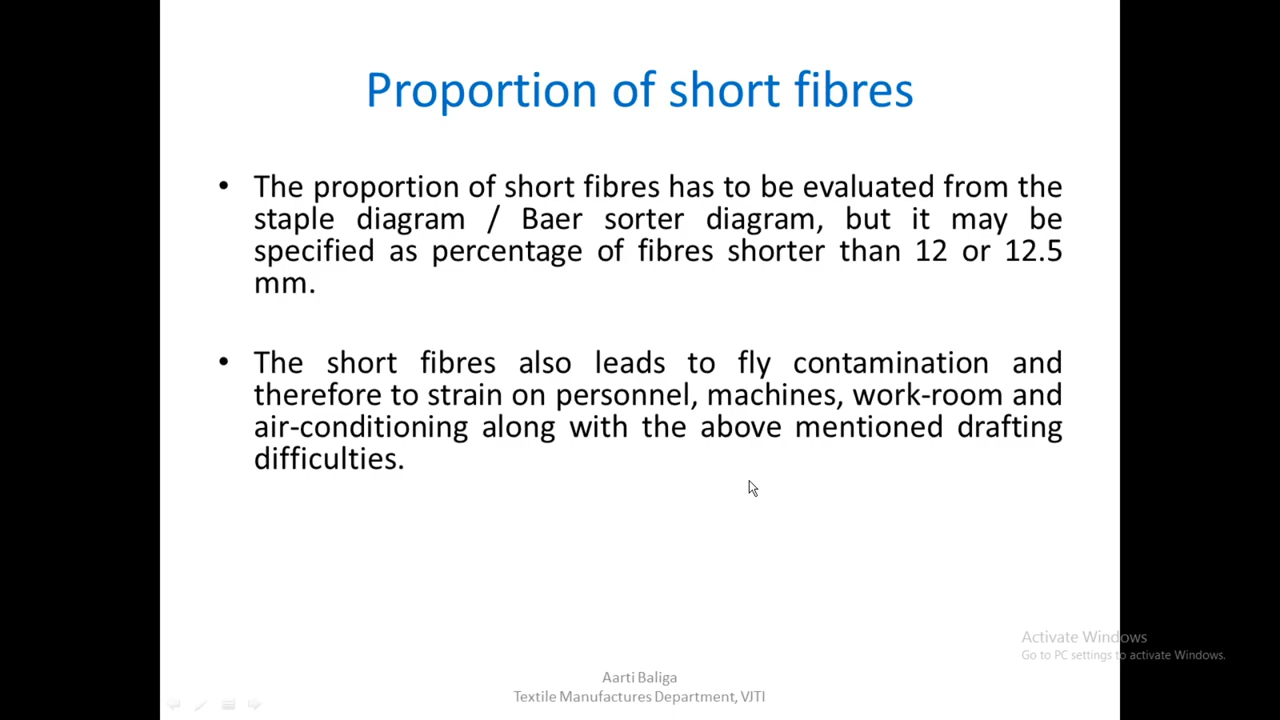 Proportion of short fibres
• The proportion of short fibres has to be evaluated from the
staple diagram / Baer sorter diagram, but it may be
specified as percentage of fibres shorter than 12 or 12.5
mm.
• The short fibres also leads to fly contamination and
therefore to strain on personnel, machines, work-room and
air-conditioning along with the above mentioned drafting
difficulties.
Activate Windows
Go to PC settings to activate Windows.
Aarti Baliga
Textile Manufactures Department, VJTI